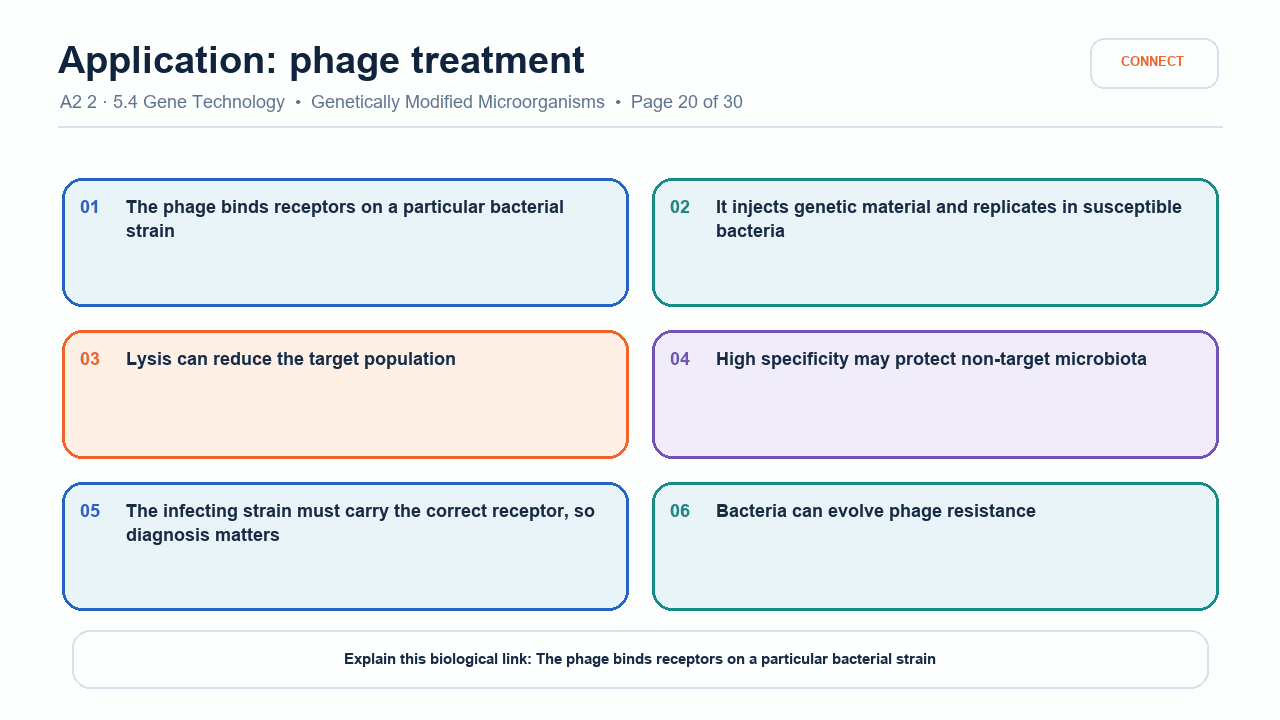 Application: phage treatment
CONNECT
A2 2 · 5.4 Gene Technology • Genetically Modified Microorganisms • Page 20 of 30
01 The phage binds receptors on a particular bacterial
strain
02 It injects genetic material and replicates in susceptible
bacteria
03 Lysis can reduce the target population
04 High specificity may protect non-target microbiota
05 The infecting strain must carry the correct receptor, so
diagnosis matters
06 Bacteria can evolve phage resistance
Explain this biological link: The phage binds receptors on a particular bacterial strain